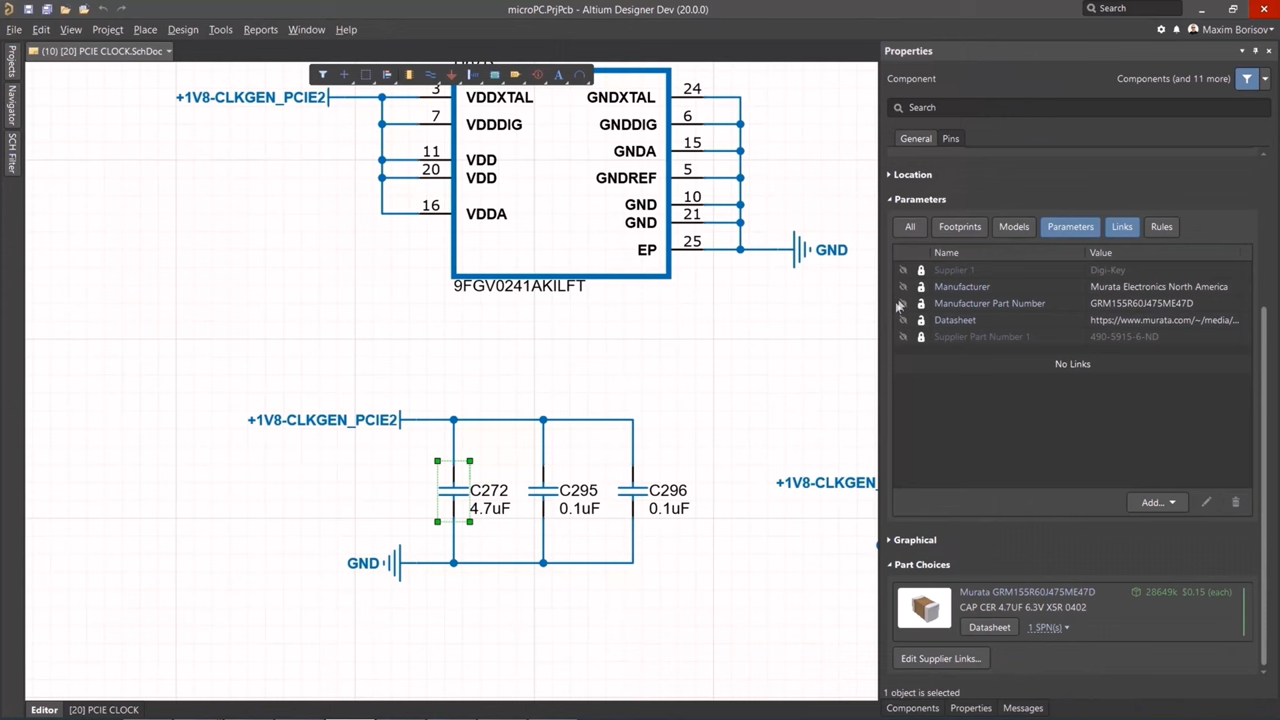 microPC.PrjPcb - Altium Designer Dev (20.0.0)
Search
File Edit View Project Place Design Tools Reports Window Help
Maxim Borisov
Projects
Navigator
SCH Filter
(10) [20] PCIE CLOCK.SchDoc
+1V8-CLKGEN_PCIE2
3
7
11
20
16
VDDXTAL
VDDDIG
VDD
VDD
VDDA
GNDXTAL
GNDDIG
GNDA
GNDREF
GND
GND
EP
24
6
15
5
10
21
25
GND
9FGV0241AKILFT
+1V8-CLKGEN_PCIE2
C272
4.7uF
C295
0.1uF
C296
0.1uF
GND
+1V8-CLKGEN_
Properties
Component
Components (and 11 more)
Search
General Pins
Location
Parameters
All Footprints Models Parameters Links Rules
Name Value
Supplier 1 Digi-Key
Manufacturer Murata Electronics North America
Manufacturer Part Number GRM155R60J475ME47D
Datasheet https://www.murata.com/~/media/...
Supplier Part Number 1 490-5915-6-ND
No Links
Add...
Graphical
Part Choices
Murata GRM155R60J475ME47D
28649k $0.15 (each)
CAP CER 4.7UF 6.3V X5R 0402
Datasheet 1 SPN(s)
Edit Supplier Links...
1 object is selected
Components Properties Messages
Editor [20] PCIE CLOCK